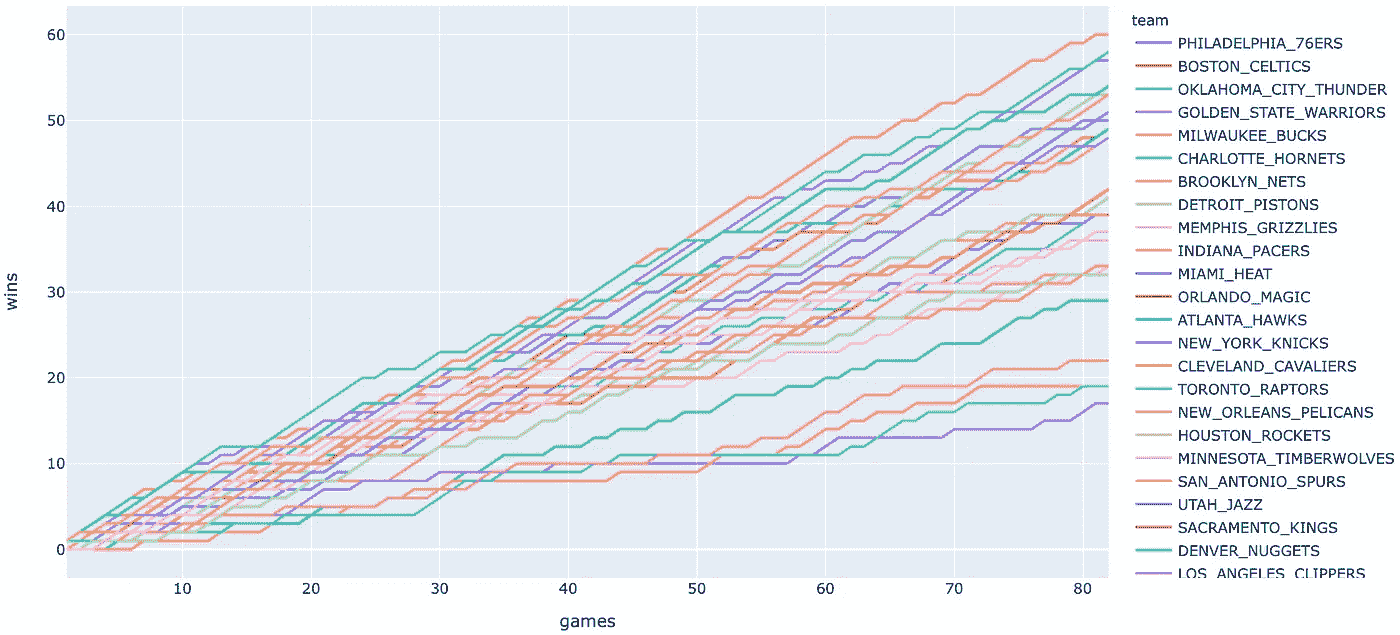 60
50
40
30
20
10
0
wins
10 20 30 40 50 60 70 80
games
team
PHILADELPHIA_76ERS
BOSTON_CELTICS
OKLAHOMA_CITY_THUNDER
GOLDEN_STATE_WARRIORS
MILWAUKEE_BUCKS
CHARLOTTE_HORNETS
BROOKLYN_NETS
DETROIT_PISTONS
MEMPHIS_GRIZZLIES
INDIANA_PACERS
MIAMI_HEAT
ORLANDO_MAGIC
ATLANTA_HAWKS
NEW_YORK_KNICKS
CLEVELAND_CAVALIERS
TORONTO_RAPTORS
NEW_ORLEANS_PELICANS
HOUSTON_ROCKETS
MINNESOTA_TIMBERWOLVES
SAN_ANTONIO_SPURS
UTAH_JAZZ
SACRAMENTO_KINGS
DENVER_NUGGETS
LOS_ANGELES_CLIPPERS